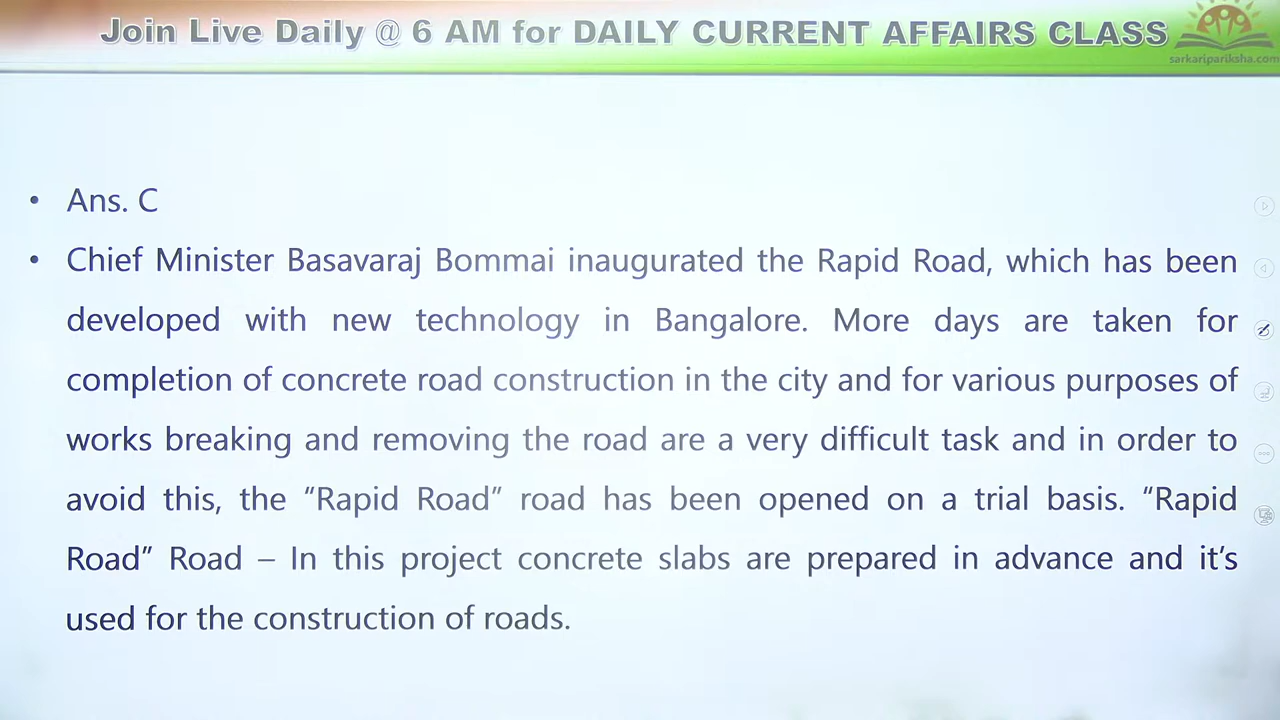 Join Live Daily @ 6 AM for DAILY CURRENT AFFAIRS CLASS
sarkaripariksha.com
• Ans. C
• Chief Minister Basavaraj Bommai inaugurated the Rapid Road, which has been
developed with new technology in Bangalore. More days are taken for
completion of concrete road construction in the city and for various purposes of
works breaking and removing the road are a very difficult task and in order to
avoid this, the “Rapid Road” road has been opened on a trial basis. “Rapid
Road” Road – In this project concrete slabs are prepared in advance and it’s
used for the construction of roads.